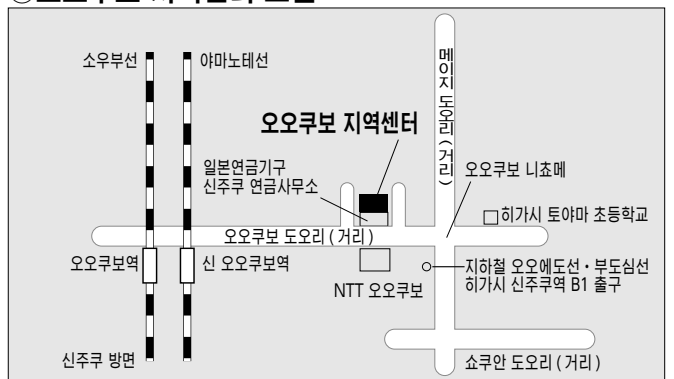 소우부선
야마노테선
메이지 도오리 (거리)
오오쿠보 지역센터
일본연금기구
신주쿠 연금사무소
오오쿠보 니쵸메
히가시 토야마 초등학교
오오쿠보 도오리 ( 거리 )
오오쿠보역
신 오오쿠보역
NTT 오오쿠보
지하철 오오에도선・부도심선
히가시 신주쿠역 B1 출구
신주쿠 방면
쇼쿠안 도오리 ( 거리 )